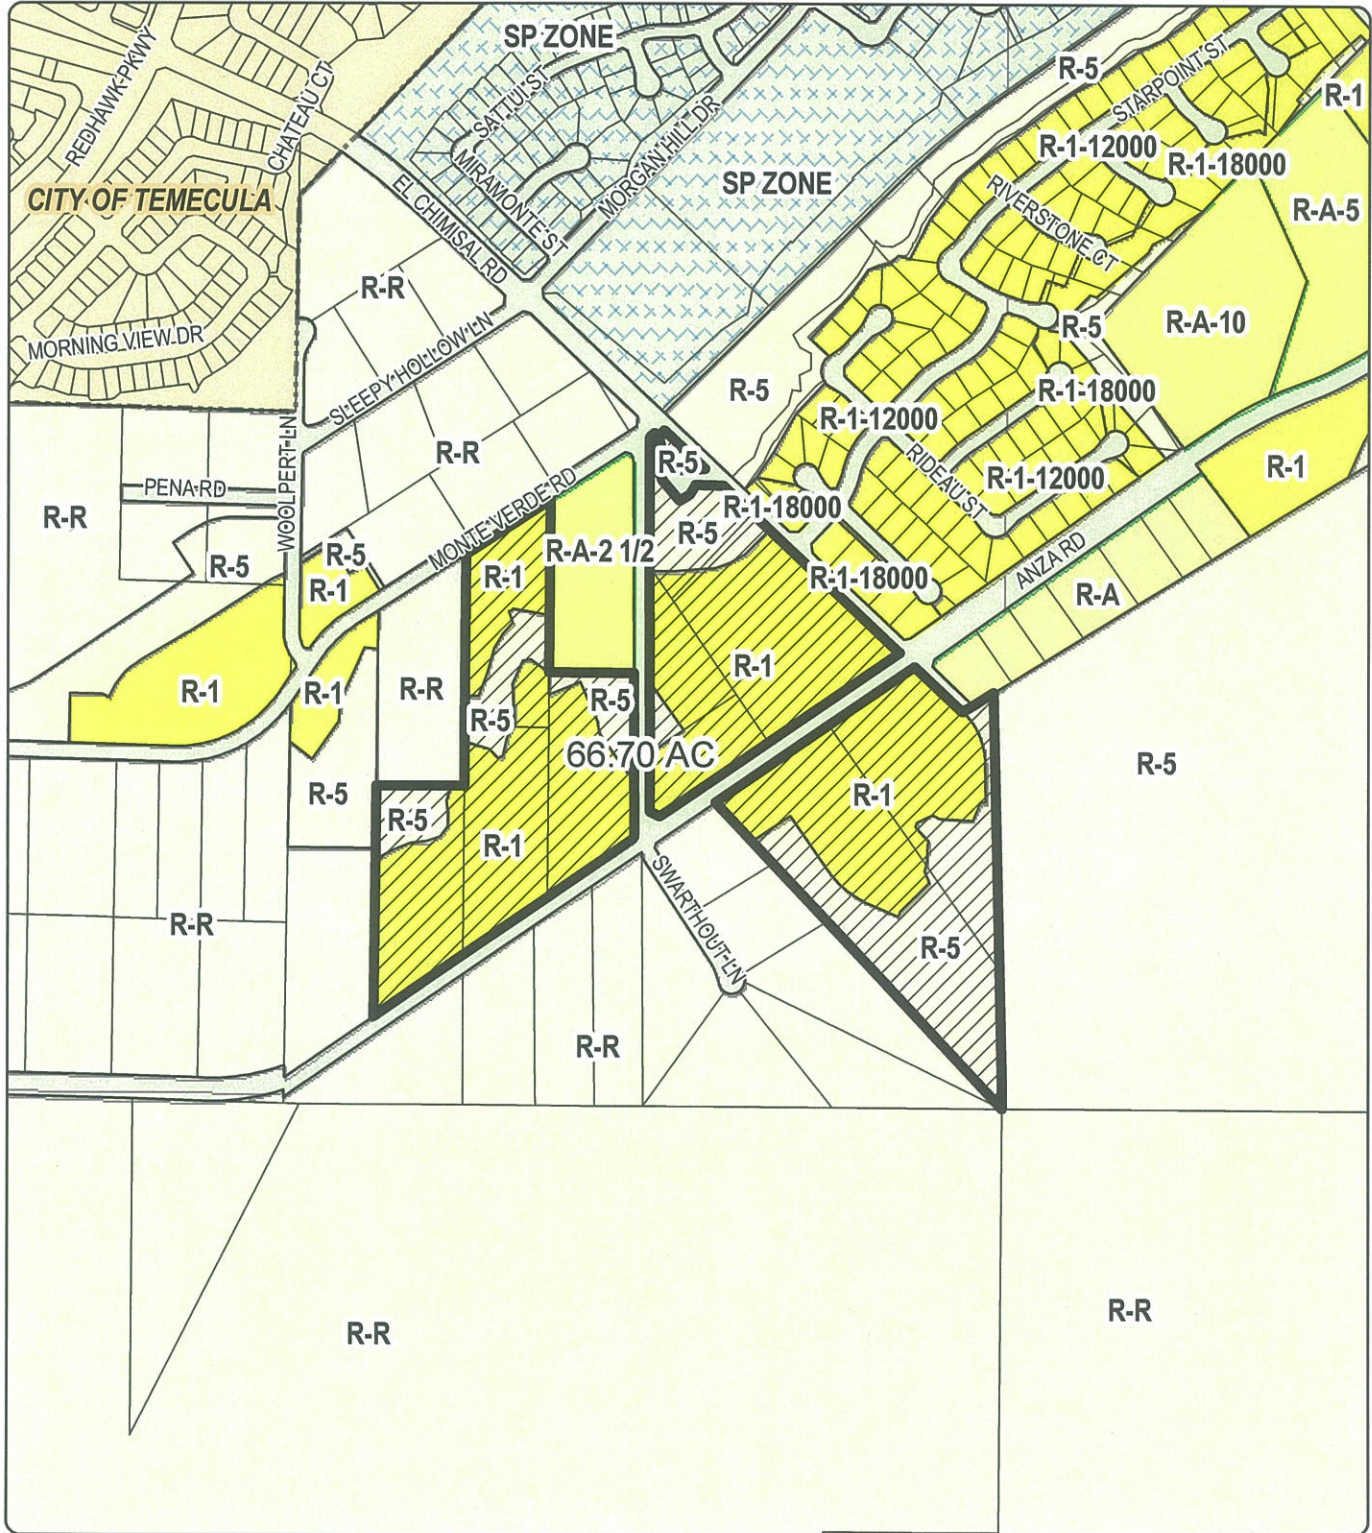 SP ZONE
REDHAWK PKWY
CHATEAU CT
SATTUI ST
MORGAN HILL DR
MIRAMONTE ST
CITY OF TEMECULA
EL CHIMISAL RD
SP ZONE
R-5
STARPOINT ST
R-1
R-1-12000
R-1-18000
RIVERSTONE CT
R-A-5
R-R
MORNING VIEW DR
SLEEPY HOLLOW LN
R-5
R-A-10
R-5
R-1-18000
R-1-12000
WOOLPERT LN
R-R
R-5
RIDEAU ST
R-1-12000
R-1
PENA RD
MONTE VERDE RD
R-R
R-5
R-1-18000
R-5
R-5
R-5
R-A-2 1/2
R-1
R-1
R-1-18000
ANZA RD
R-A
R-1
R-1
R-R
R-1
R-5
R-5
66.70 AC
R-5
R-5
R-1
R-5
R-1
SWARTHOUT LN
R-R
R-5
R-R
R-R
R-R